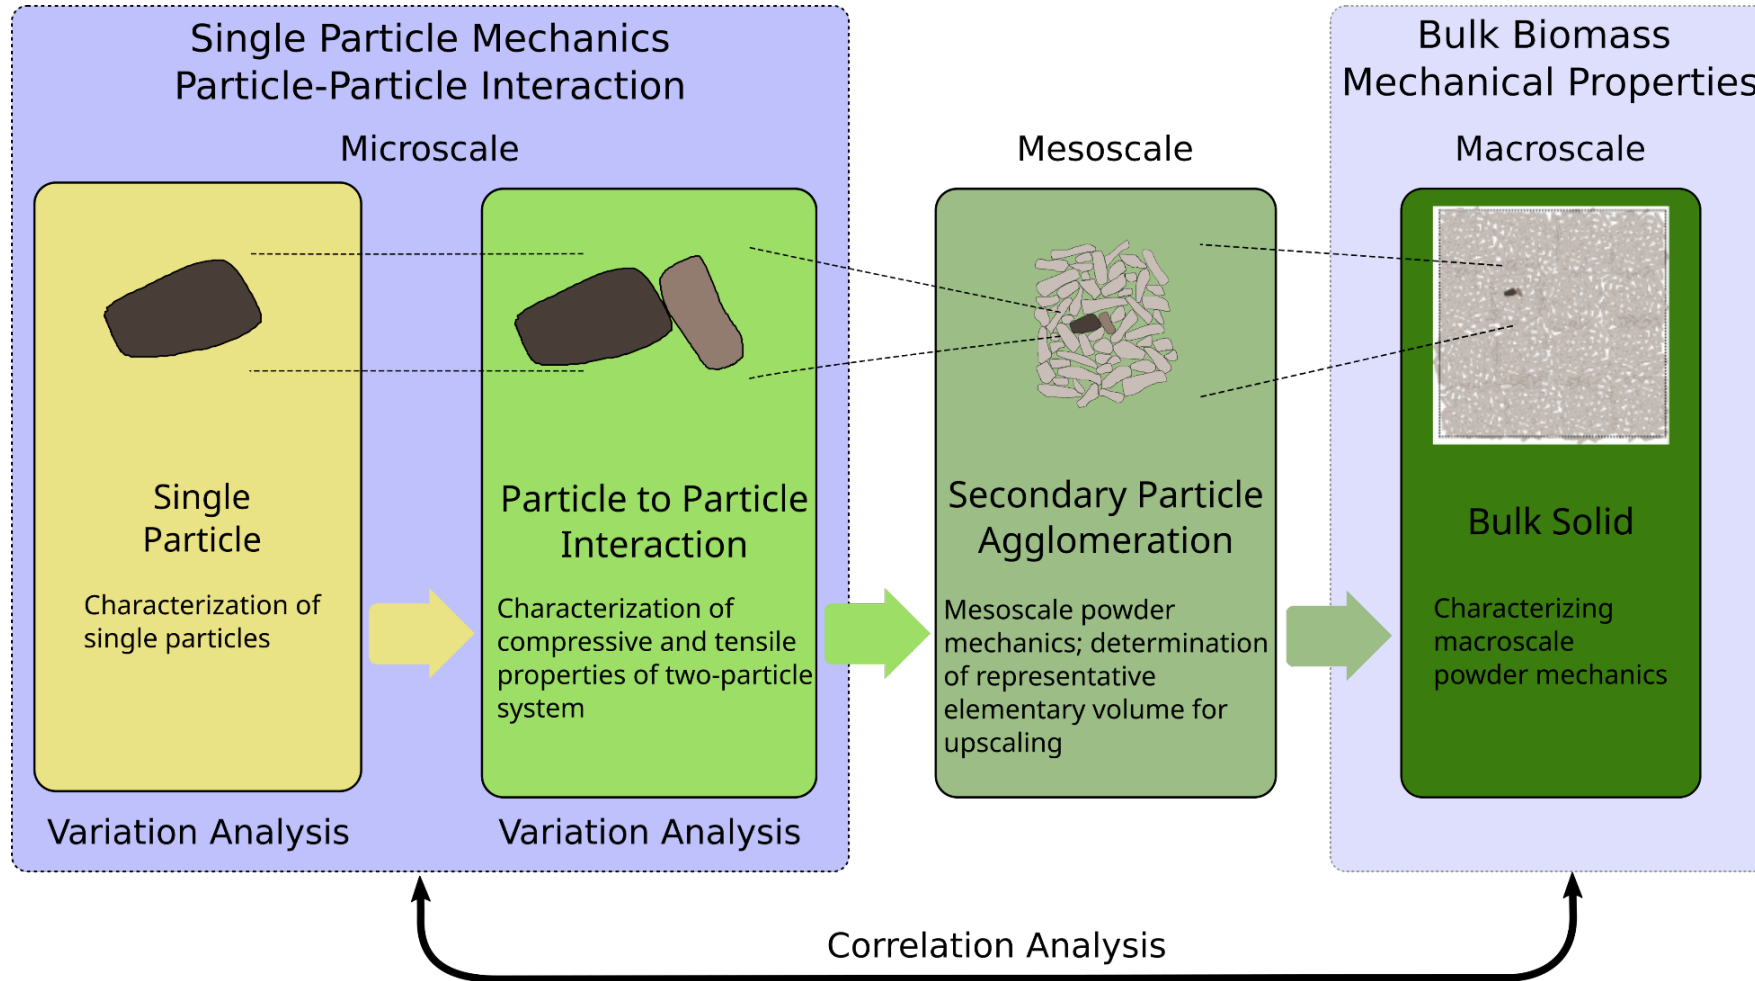 Single Particle Mechanics
Particle-Particle Interaction
Microscale
Single
Particle
Characterization of
single particles
Variation Analysis
Particle to Particle
Interaction
Characterization of
compressive and tensile
properties of two-particle
system
Variation Analysis
Mesoscale
Secondary Particle
Agglomeration
Mesoscale powder
mechanics; determination
of representative
elementary volume for
upscaling
Bulk Biomass
Mechanical Properties
Macroscale
Bulk Solid
Characterizing
macroscale
powder mechanics
Correlation Analysis